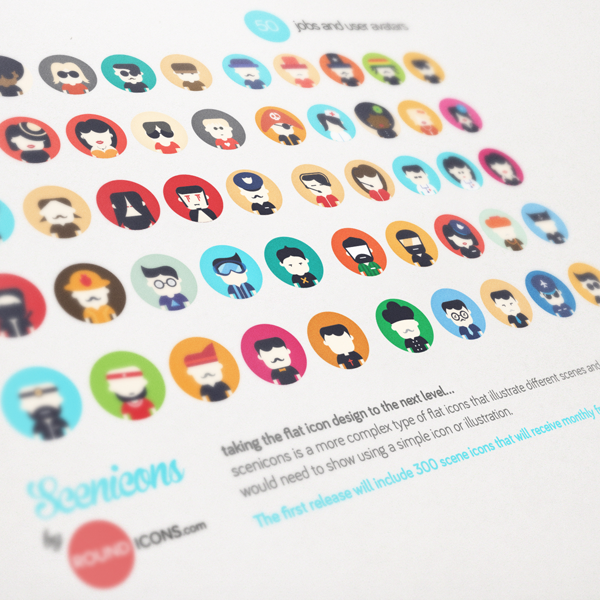 50 jobs and user avatars
taking the flat icon design to the next level...
scenicons is a more complex type of flat icons that illustrate different scenes and
would need to show using a simple icon or illustration.
The first release will include 300 scene icons that will receive monthly
Scenicons
by ROUND ICONS.com